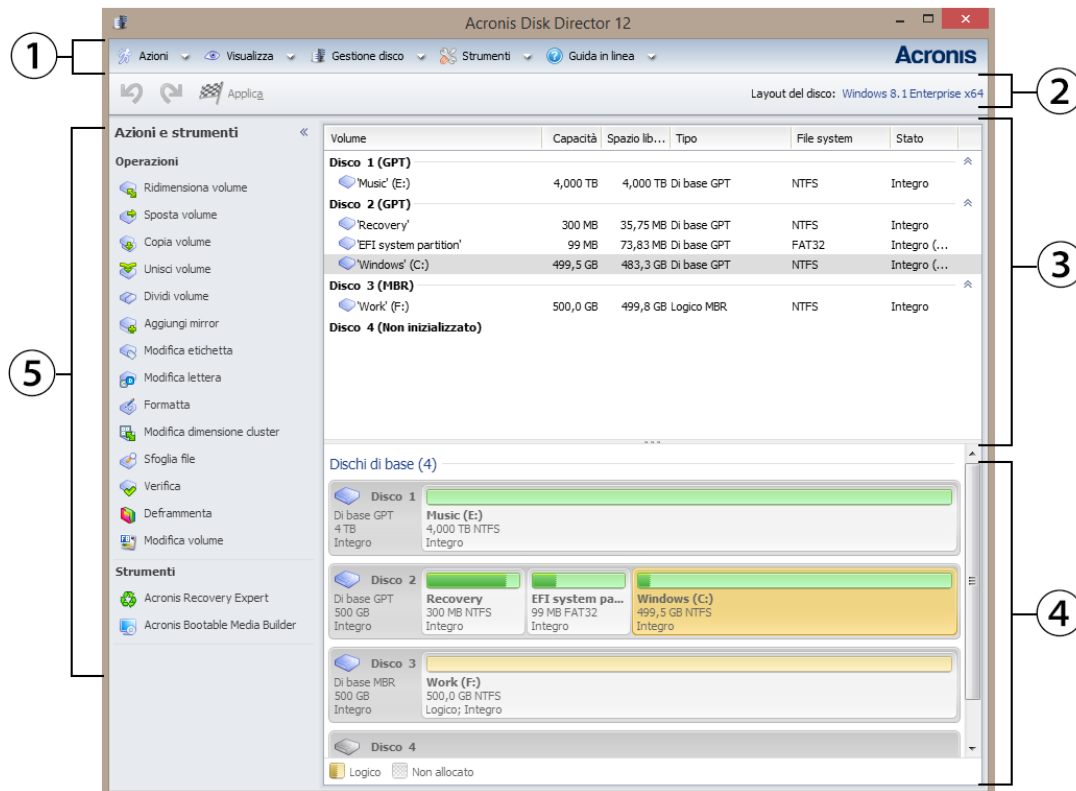 Acronis Disk Director 12
1
Azioni Visualizza Gestione disco Strumenti Guida in linea Acronis
2
Applica Layout del disco: Windows 8.1 Enterprise x64
5
Azioni e strumenti «
Operazioni
Ridimensiona volume
Sposta volume
Copia volume
Unisci volume
Dividi volume
Aggiungi mirror
Modifica etichetta
Modifica lettera
Formatta
Modifica dimensione cluster
Sfoglia file
Verifica
Deframmenta
Modifica volume
Strumenti
Acronis Recovery Expert
Acronis Bootable Media Builder
3
Volume Capacità Spazio lib... Tipo File system Stato
Disco 1 (GPT)
'Music' (E:) 4,000 TB 4,000 TB Di base GPT NTFS Integro
Disco 2 (GPT)
'Recovery' 300 MB 35,75 MB Di base GPT NTFS Integro
'EFI system partition' 99 MB 73,83 MB Di base GPT FAT32 Integro (...
'Windows' (C:) 499,5 GB 483,3 GB Di base GPT NTFS Integro (...
Disco 3 (MBR)
'Work' (F:) 500,0 GB 499,8 GB Logico MBR NTFS Integro
Disco 4 (Non inizializzato)
4
Dischi di base (4)
Disco 1
Di base GPT
4 TB
Integro
Music (E:)
4,000 TB NTFS
Integro
Disco 2
Di base GPT
500 GB
Integro
Recovery
300 MB NTFS
Integro
EFI system pa...
99 MB FAT32
Integro
Windows (C:)
499,5 GB NTFS
Integro
Disco 3
Di base MBR
500 GB
Integro
Work (F:)
500,0 GB NTFS
Logico; Integro
Disco 4
Logico Non allocato